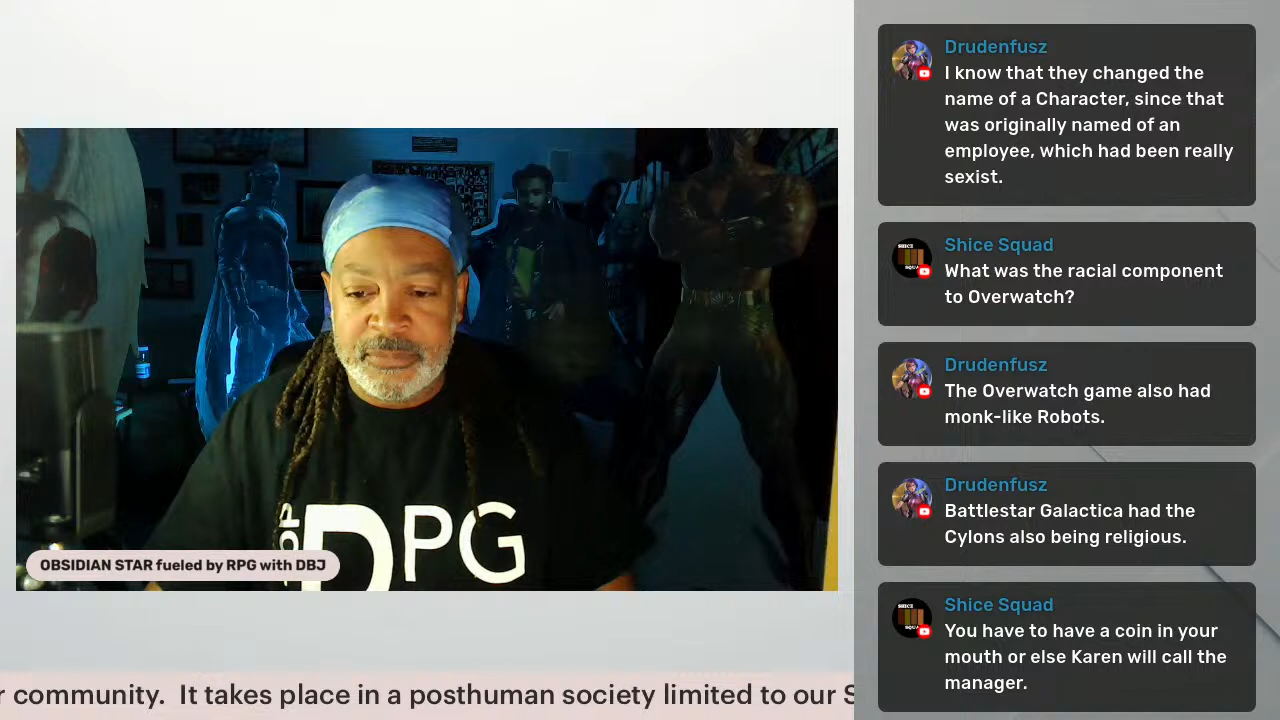 Drudenfusz
I know that they changed the
name of a Character, since that
was originally named of an
employee, which had been really
sexist.
Shice Squad
What was the racial component
to Overwatch?
Drudenfusz
The Overwatch game also had
monk-like Robots.
Drudenfusz
Battlestar Galactica had the
Cylons also being religious.
Shice Squad
You have to have a coin in your
mouth or else Karen will call the
manager.
DPG
OBSIDIAN STAR fueled by RPG with DBJ
r community.  It takes place in a posthuman society limited to our S